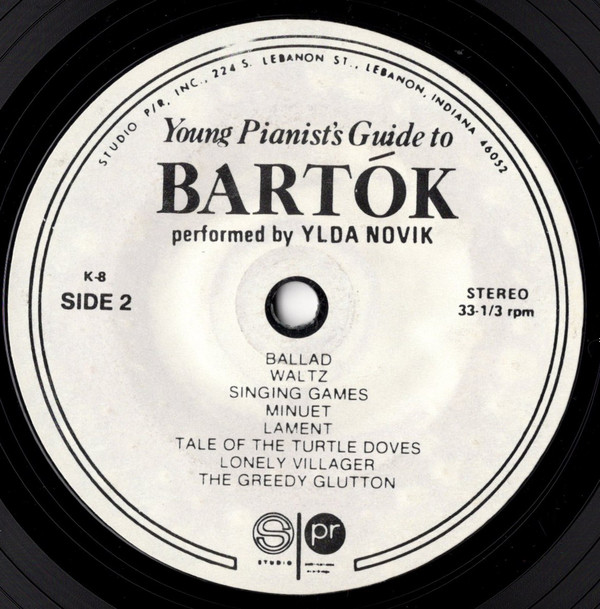 STUDIO P/R, INC., 224 S. LEBANON ST., LEBANON, INDIANA 46052
Young Pianist's Guide to
BARTÓK
performed by YLDA NOVIK
K-8
SIDE 2
STEREO
33-1/3 rpm
BALLAD
WALTZ
SINGING GAMES
MINUET
LAMENT
TALE OF THE TURTLE DOVES
LONELY VILLAGER
THE GREEDY GLUTTON
S
STUDIO
pr